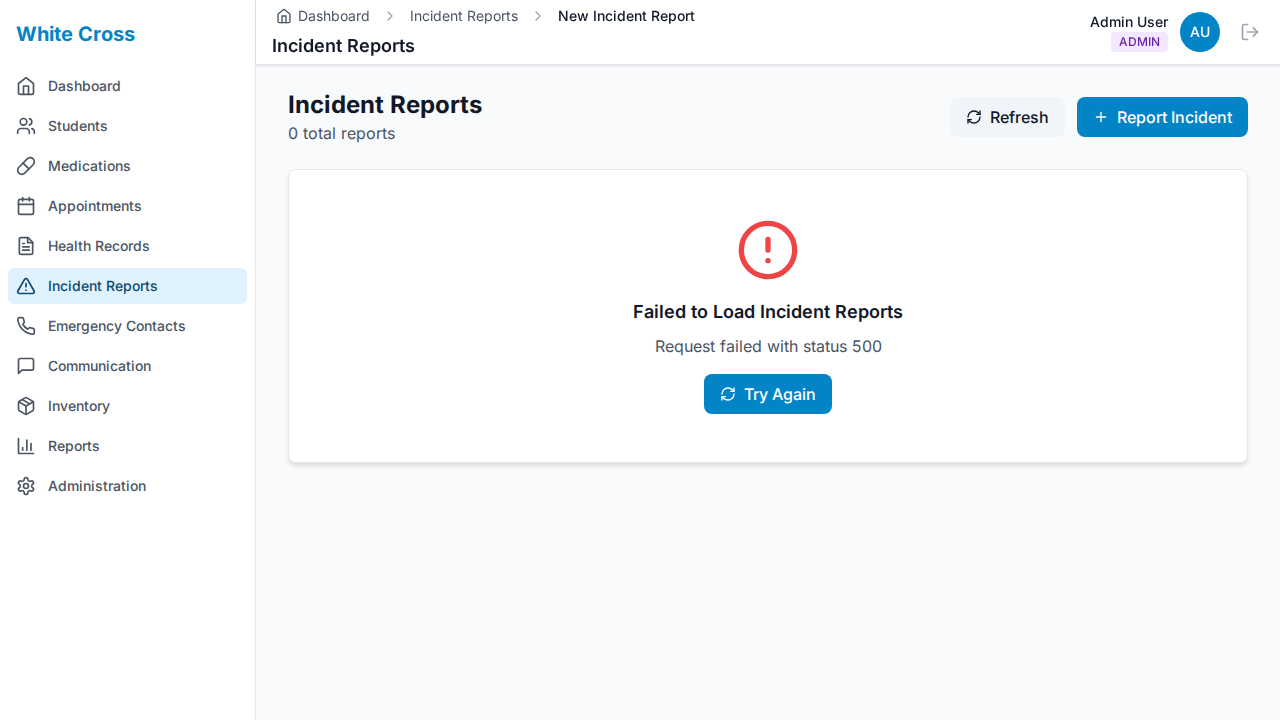 White Cross
Dashboard
Students
Medications
Appointments
Health Records
Incident Reports
Emergency Contacts
Communication
Inventory
Reports
Administration
Dashboard Incident Reports New Incident Report
Incident Reports
Admin User
ADMIN
AU
Incident Reports
0 total reports
Refresh
Report Incident
Failed to Load Incident Reports
Request failed with status 500
Try Again